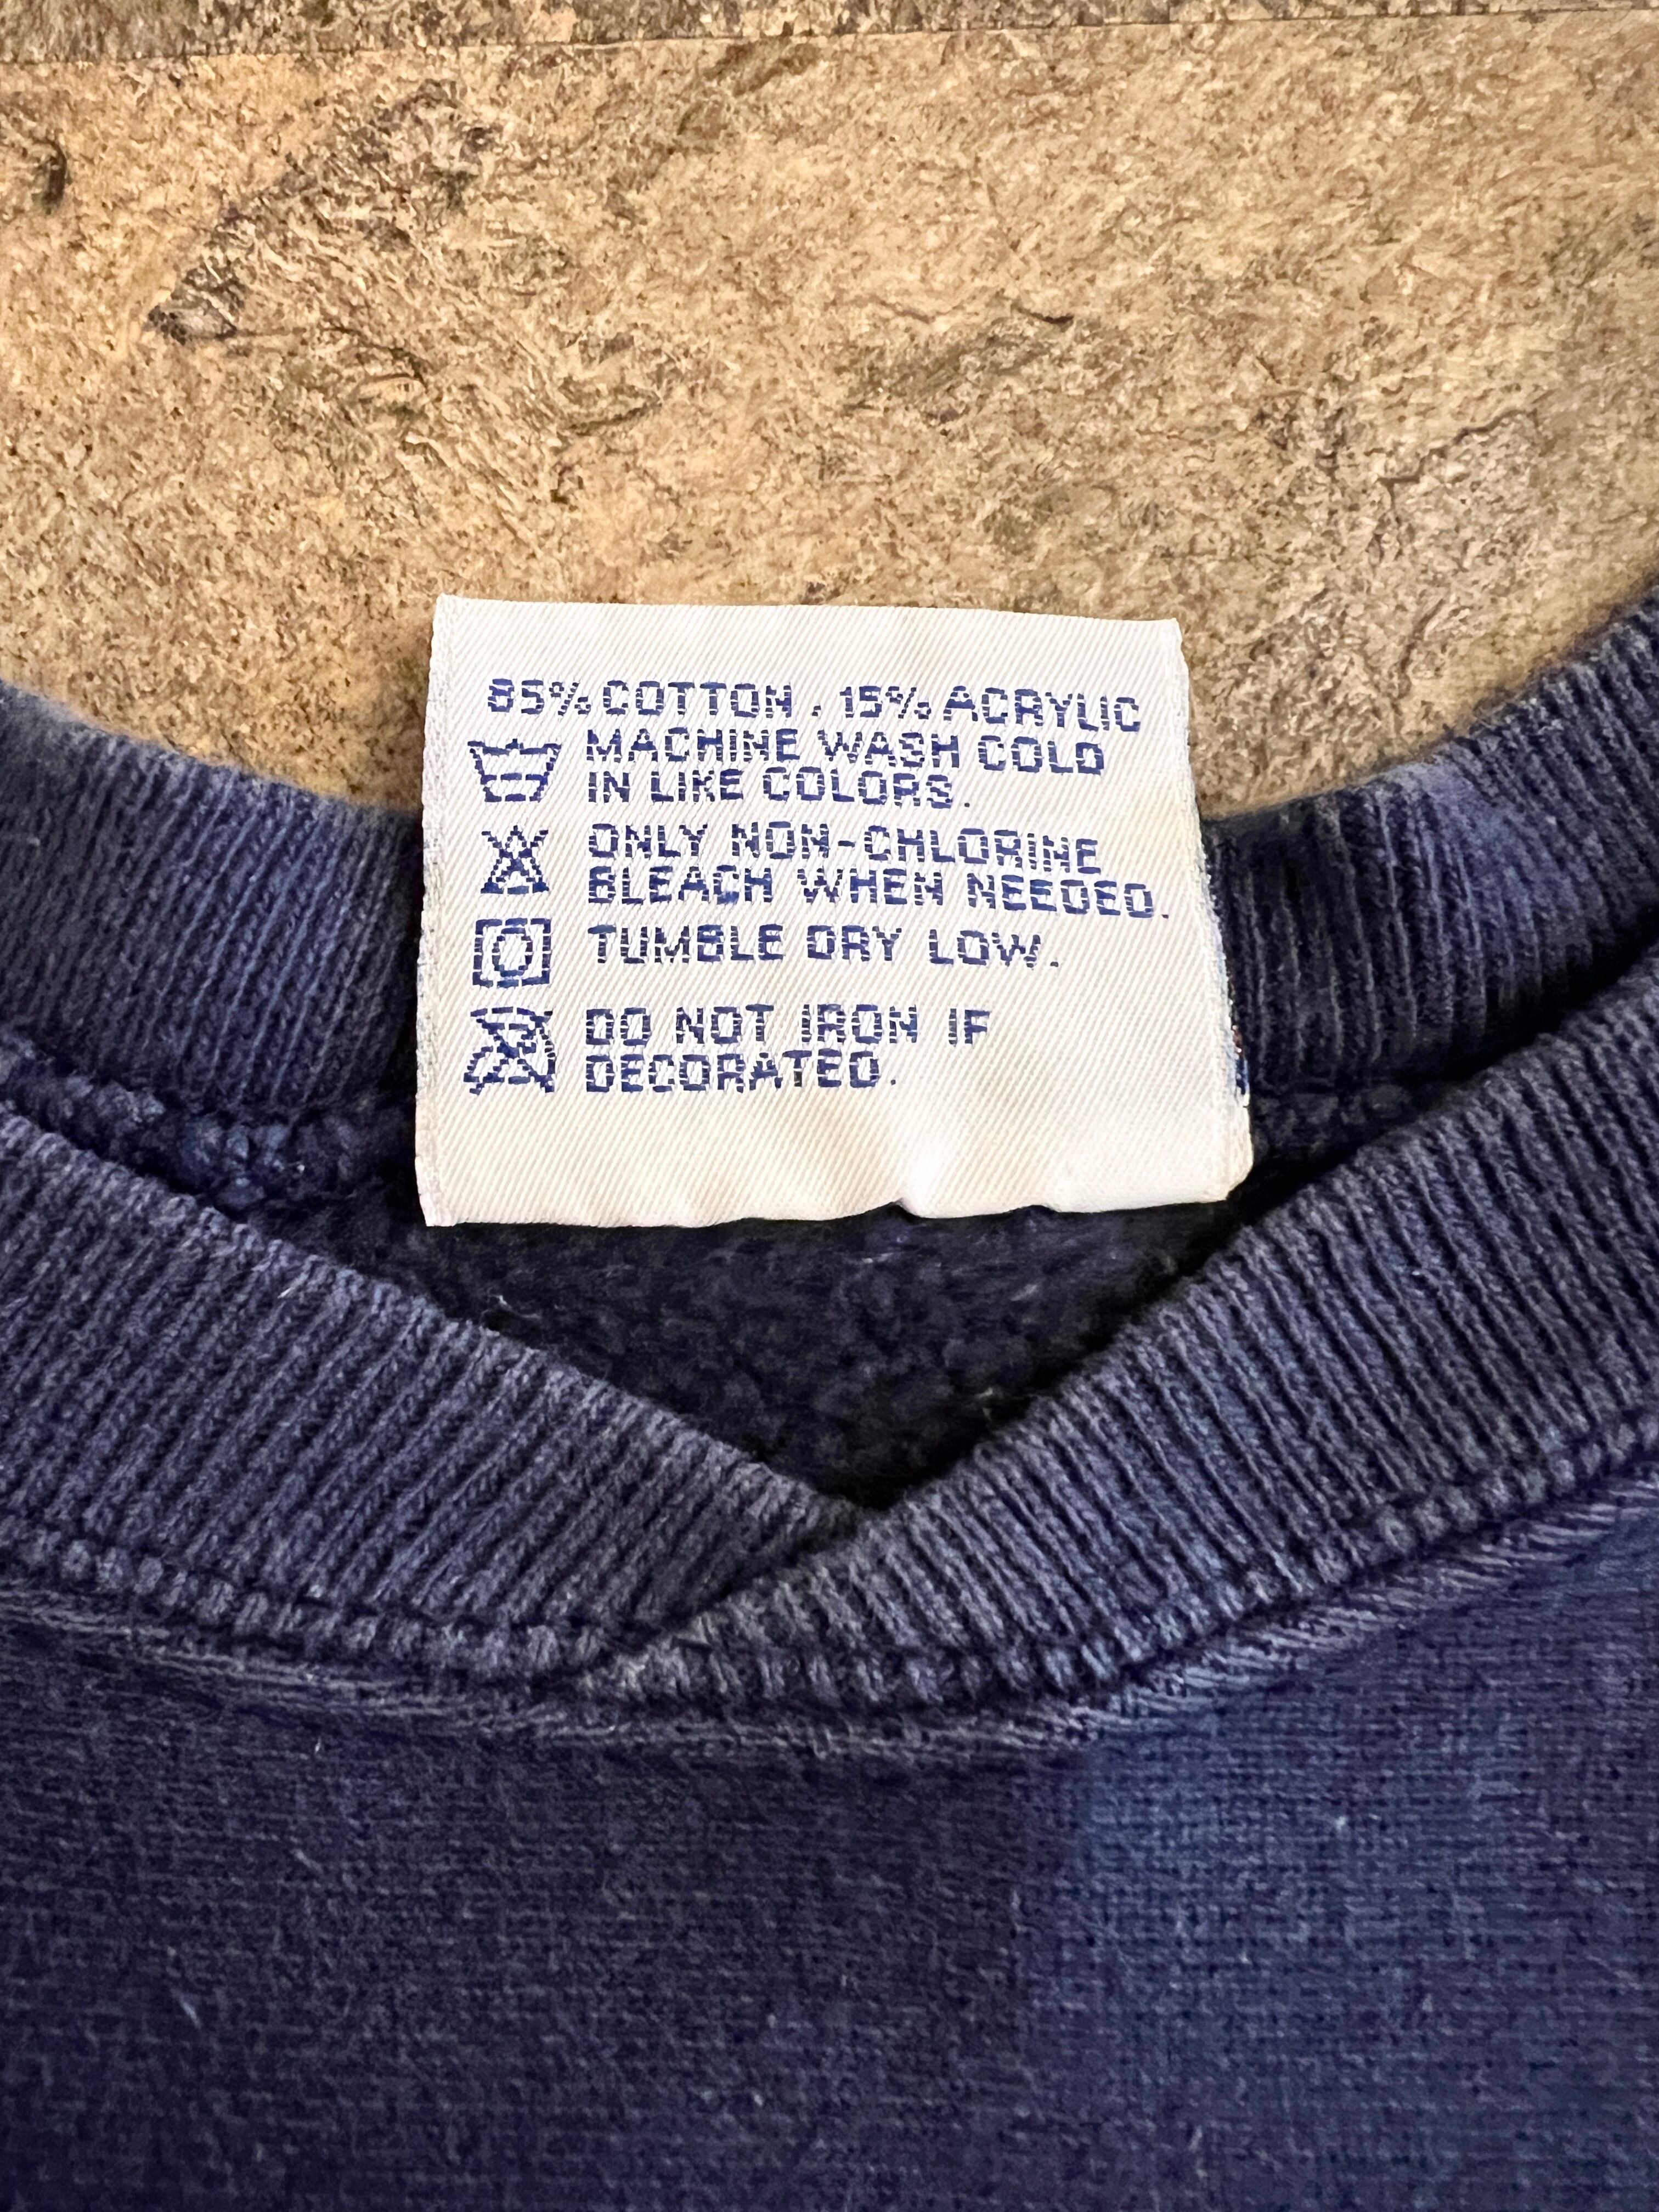 85% COTTON , 15% ACRYLIC
MACHINE WASH COLD
IN LIKE COLORS.
ONLY NON-CHLORINE
BLEACH WHEN NEEDED.
TUMBLE DRY LOW.
DO NOT IRON IF
DECORATED.